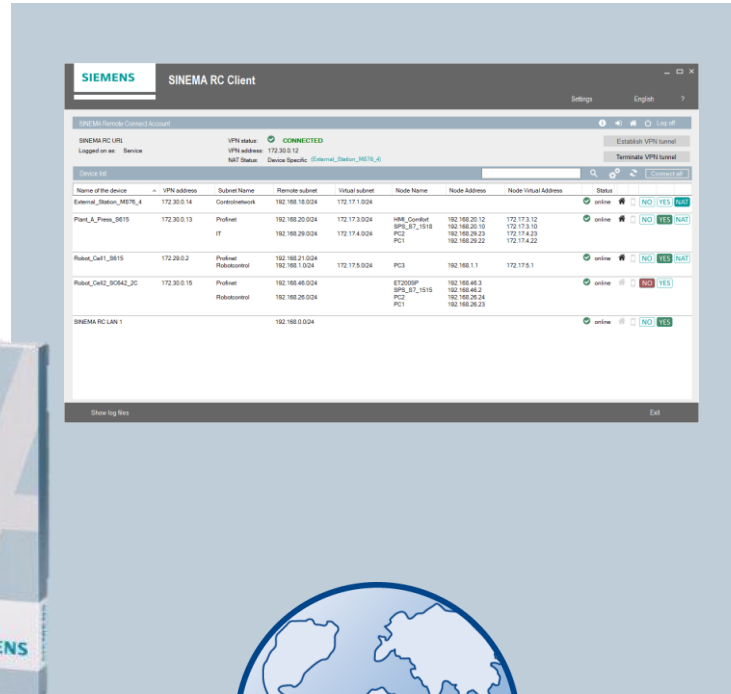 SIEMENS SINEMA RC Client
Settings English ?
SINEMA Remote Connect Account Log off
SINEMA RC URL VPN status: CONNECTED Establish VPN tunnel
Logged on as: Service VPN address: 172.30.0.12
NAT Status: Device Specific (External_Station_M876_4) Terminate VPN tunnel
Device list Connect all
Name of the device VPN address Subnet Name Remote subnet Virtual subnet Node Name Node Address Node Virtual Address Status
External_Station_M876_4 172.30.0.14 Controlnetwork 192.168.18.0/24 172.17.1.0/24 online NO YES NAT
Plant_A_Press_S615 172.30.0.13 Profinet 192.168.20.0/24 172.17.3.0/24 HMI_Comfort 192.168.20.12 172.17.3.12 online NO YES NAT
SPS_S7_1518 192.168.20.10 172.17.3.10
IT 192.168.29.0/24 172.17.4.0/24 PC2 192.168.29.23 172.17.4.23
PC1 192.168.29.22 172.17.4.22
Robot_Cell1_S615 172.29.0.2 Profinet 192.168.21.0/24 online NO YES NAT
Robotcontrol 192.168.1.0/24 172.17.5.0/24 PC3 192.168.1.1 172.17.5.1
Robot_Cell2_SC642_2C 172.30.0.15 Profinet 192.168.46.0/24 ET200SP 192.168.46.3 online NO YES
SPS_S7_1515 192.168.46.2
Robotcontrol 192.168.26.0/24 PC2 192.168.26.24
PC1 192.168.26.23
SINEMA RC LAN 1 192.168.0.0/24 online NO YES
Show log files Exit
ENS